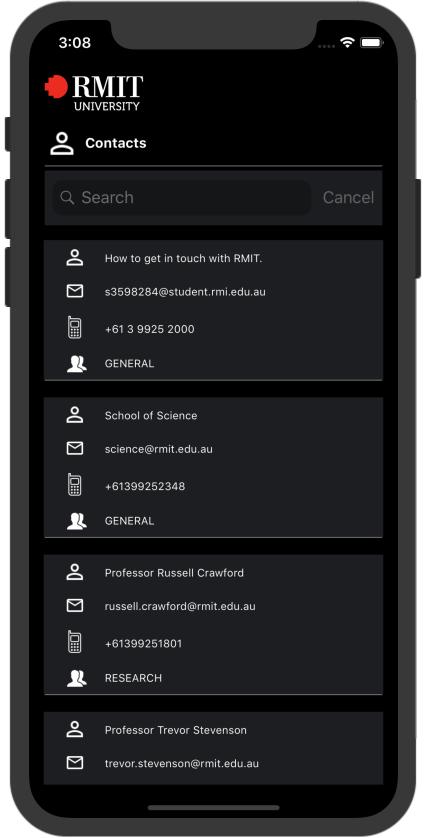 3:08
RMIT
UNIVERSITY
Contacts
Search
Cancel
How to get in touch with RMIT.
s3598284@student.rmi.edu.au
+61 3 9925 2000
GENERAL
School of Science
science@rmit.edu.au
+61399252348
GENERAL
Professor Russell Crawford
russell.crawford@rmit.edu.au
+61399251801
RESEARCH
Professor Trevor Stevenson
trevor.stevenson@rmit.edu.au